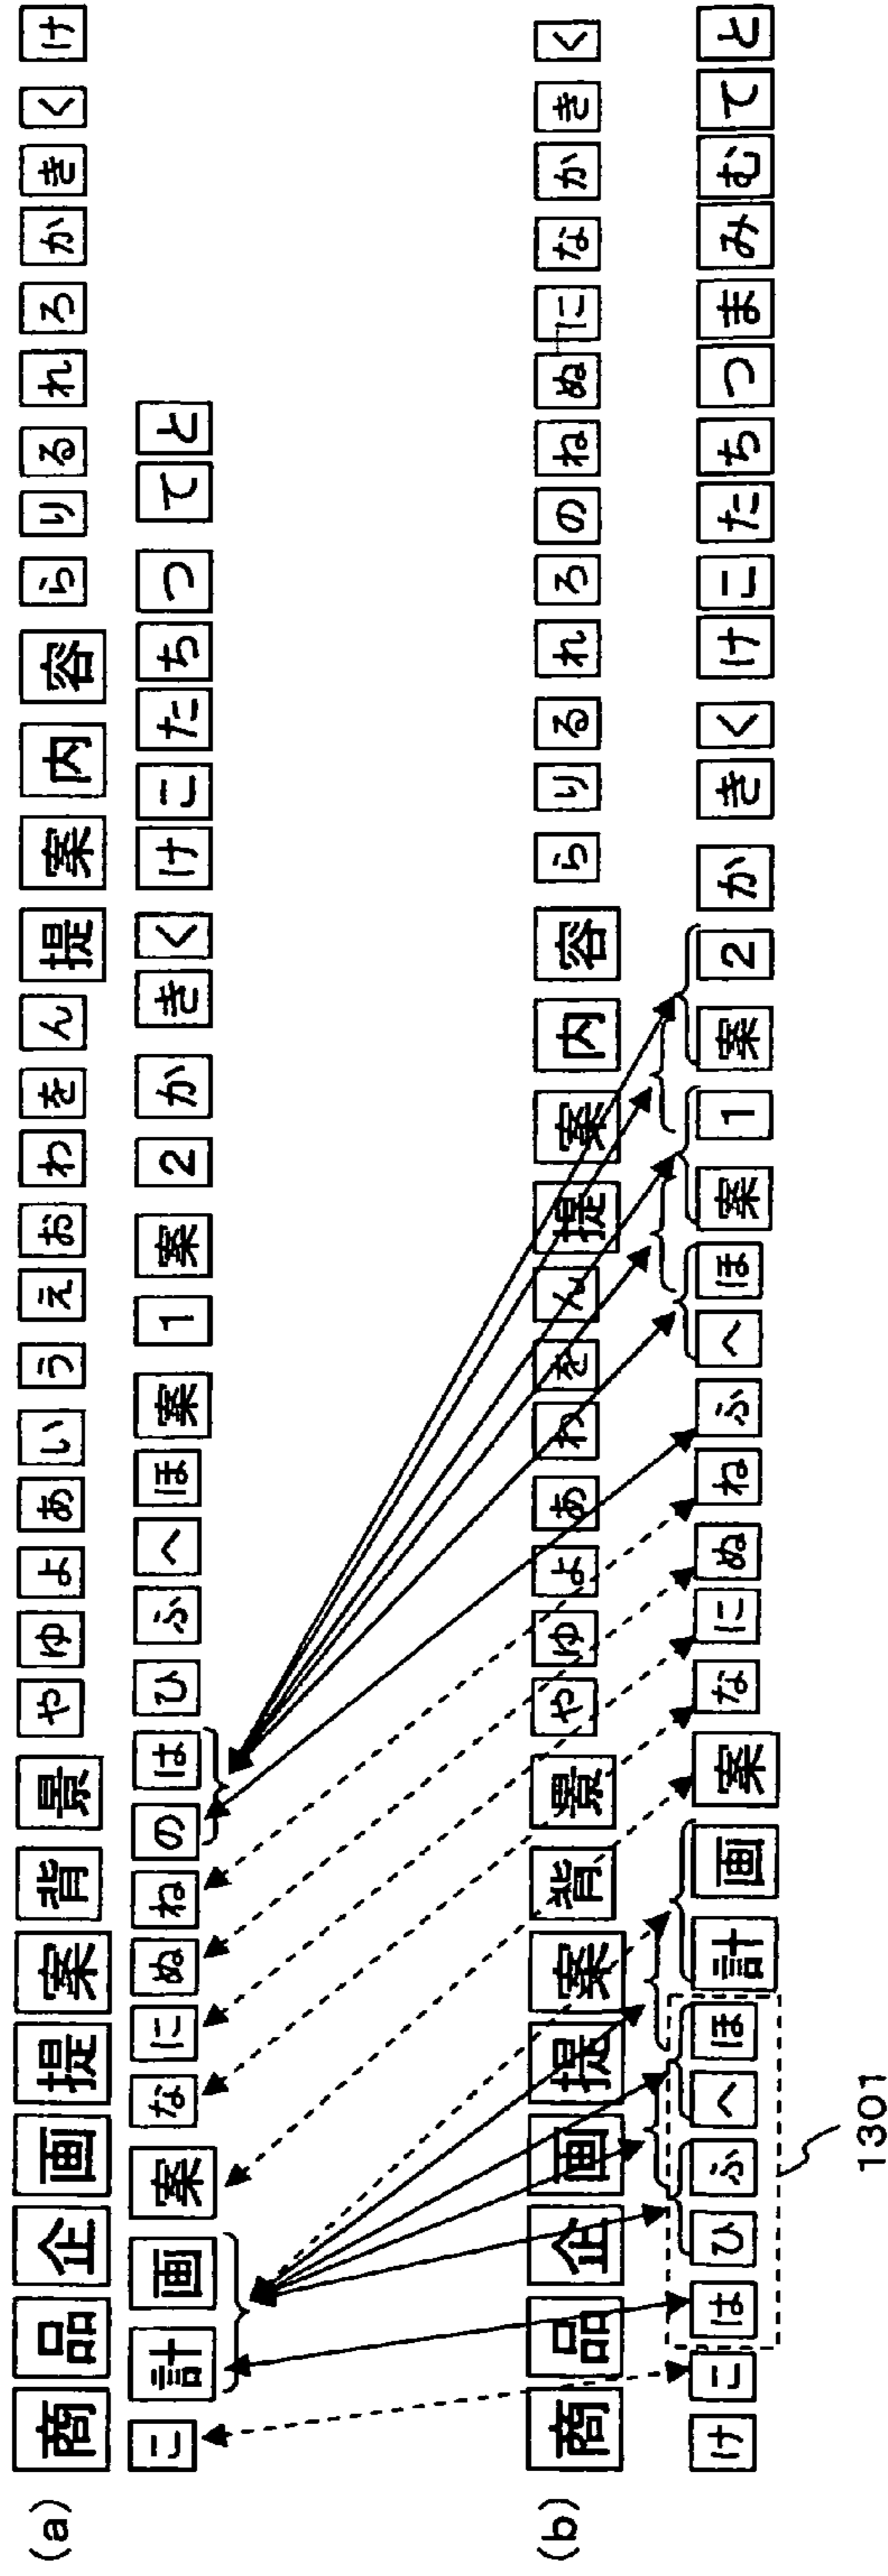 (a) 商品企画提案背景やゆよあいうえおわをん提案内容らりるれろかきくけ
こ計画案なにぬねのはひふへほ案1案2かきくけこたちつてと
(b) 商品企画提案背景やゆよあわをん提案内容らりるれろのねぬになかきく
けこはひふへほ計画案なにぬねふへほ案1案2かきくけこたちつまみむてと
1301